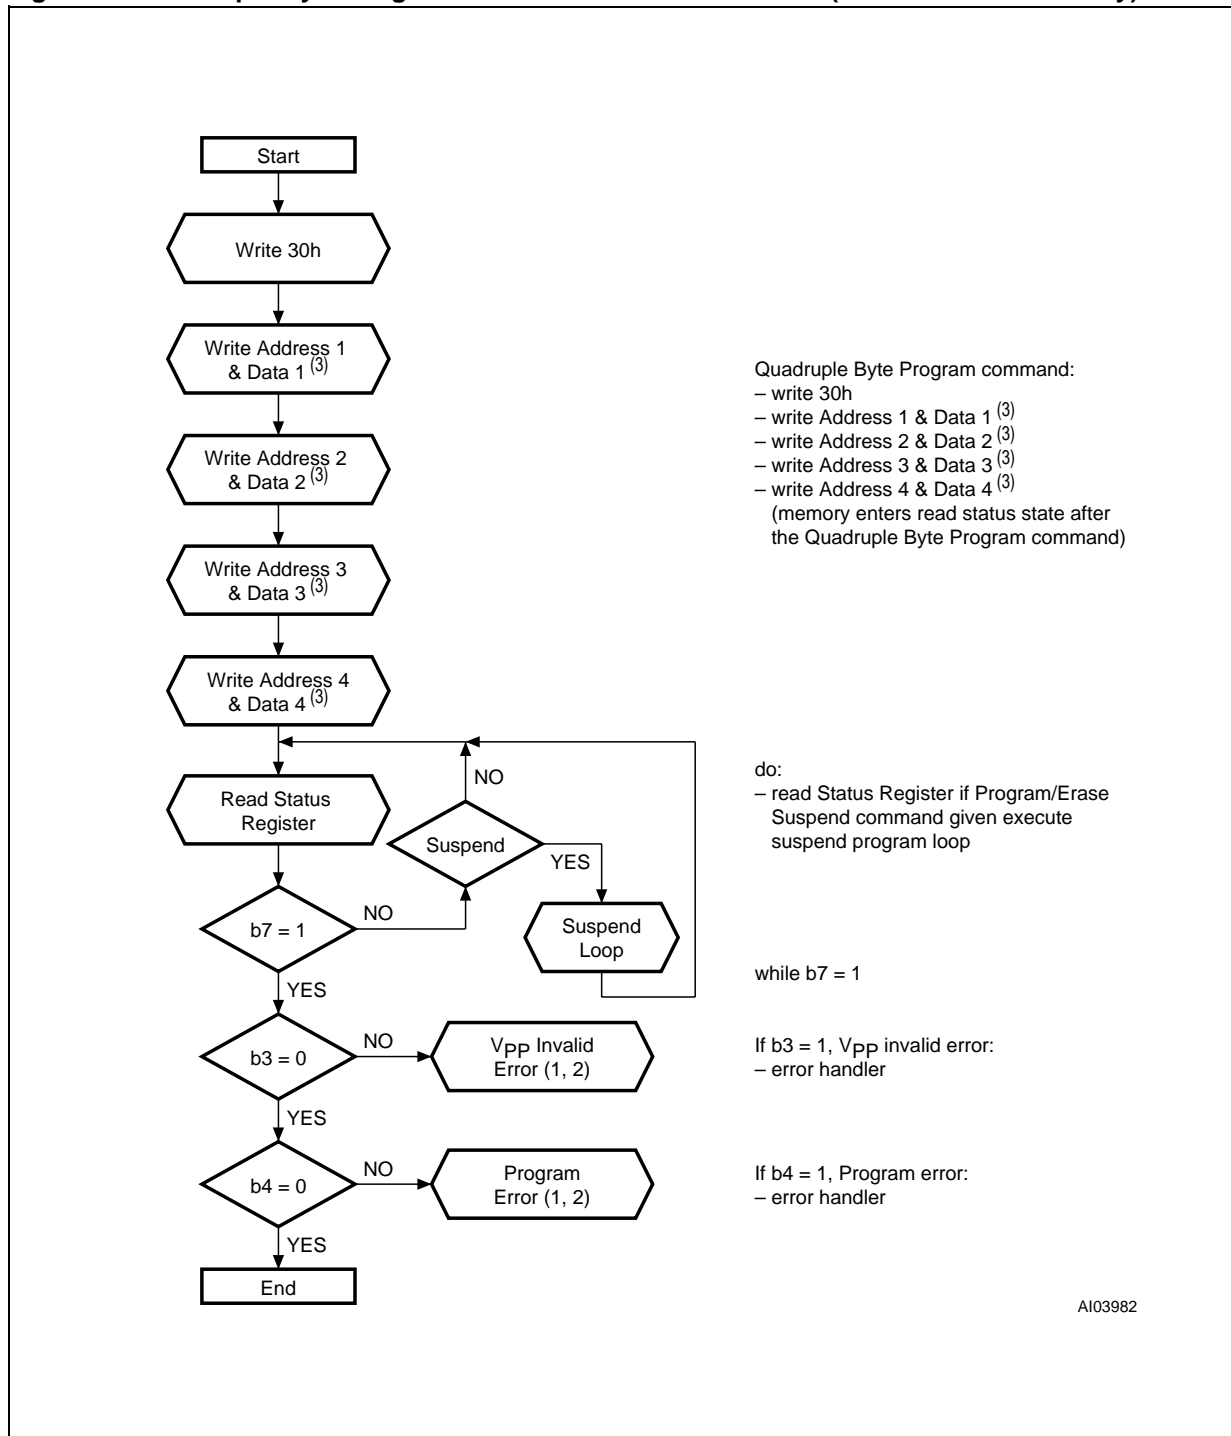 Start
Write 30h
Write Address 1
& Data 1 (3)
Write Address 2
& Data 2 (3)
Write Address 3
& Data 3 (3)
Write Address 4
& Data 4 (3)
Read Status
Register
NO
Suspend
YES
Suspend
Loop
b7 = 1
NO
YES
b3 = 0
NO
VPP Invalid
Error (1, 2)
YES
b4 = 0
NO
Program
Error (1, 2)
YES
End
Quadruple Byte Program command:
– write 30h
– write Address 1 & Data 1 (3)
– write Address 2 & Data 2 (3)
– write Address 3 & Data 3 (3)
– write Address 4 & Data 4 (3)
(memory enters read status state after
the Quadruple Byte Program command)
do:
– read Status Register if Program/Erase
Suspend command given execute
suspend program loop
while b7 = 1
If b3 = 1, VPP invalid error:
– error handler
If b4 = 1, Program error:
– error handler
AI03982